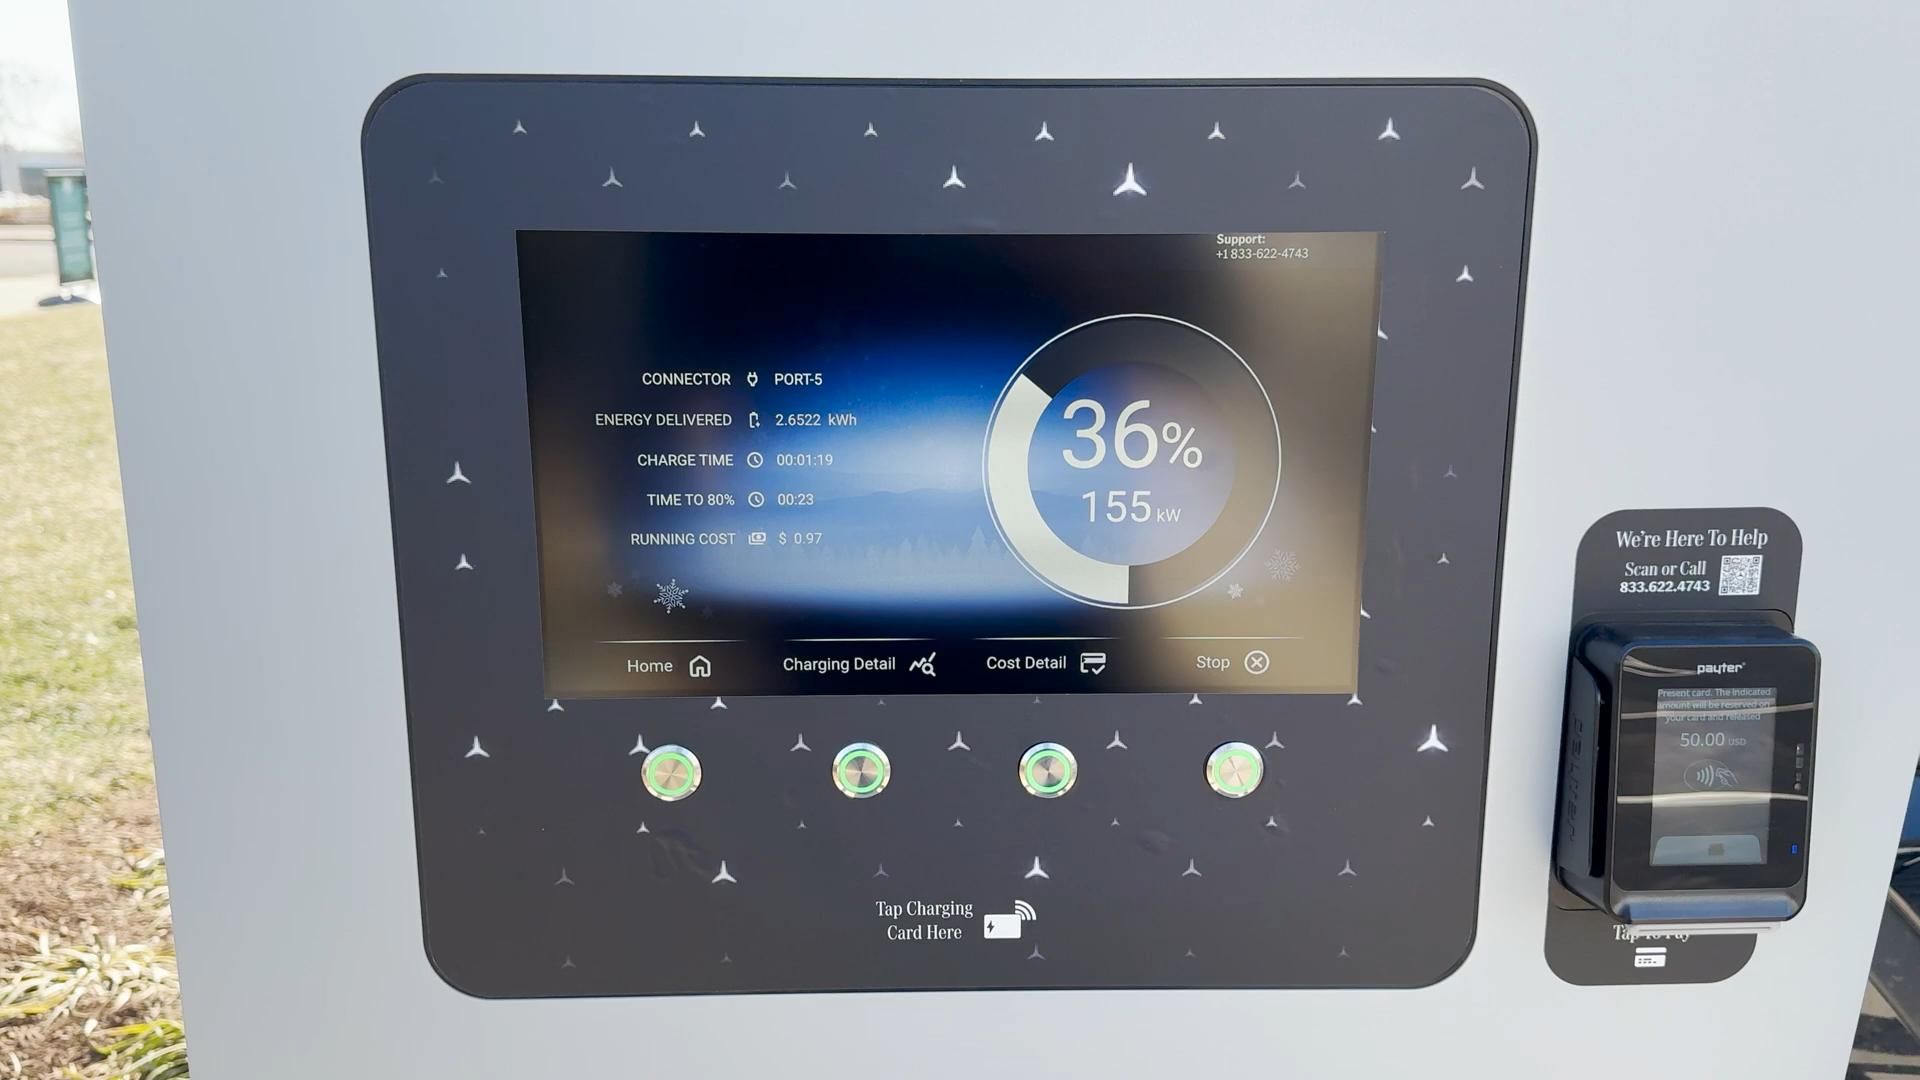 Support:
+1 833-622-4743
CONNECTOR PORT-5
ENERGY DELIVERED 2.6522 kWh
CHARGE TIME 00:01:19
TIME TO 80% 00:23
RUNNING COST $ 0.97
36%
155 kW
Home
Charging Detail
Cost Detail
Stop
Tap Charging
Card Here
We're Here To Help
Scan or Call
833.622.4743
payter
Present card. The indicated
amount will be reserved on
your card and released
50.00 USD
Tap To Pay